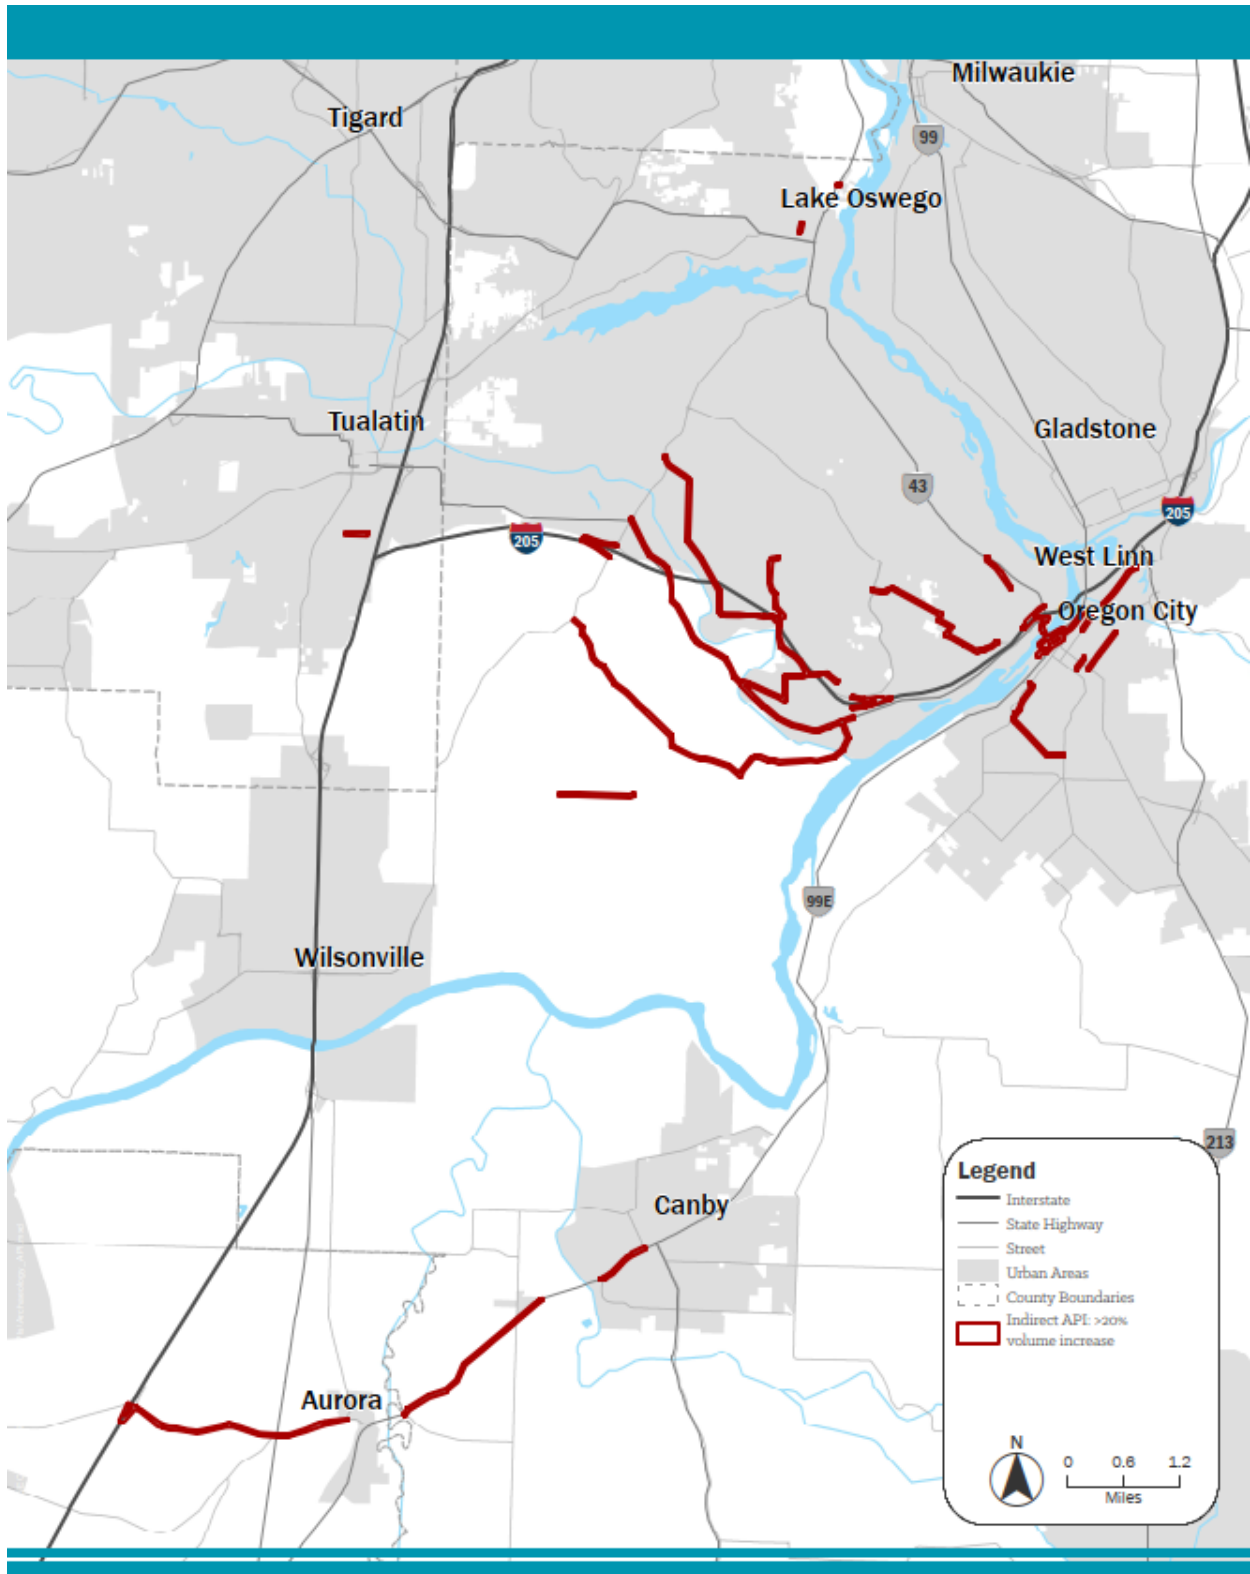 Milwaukie
Tigard
99
Lake Oswego
Tualatin
Gladstone
43
205
205
West Linn
Oregon City
99E
Wilsonville
213
Canby
Aurora
Legend
Interstate
State Highway
Street
Urban Areas
County Boundaries
Indirect API: >20%
volume increase
N
0 0.6 1.2
Miles